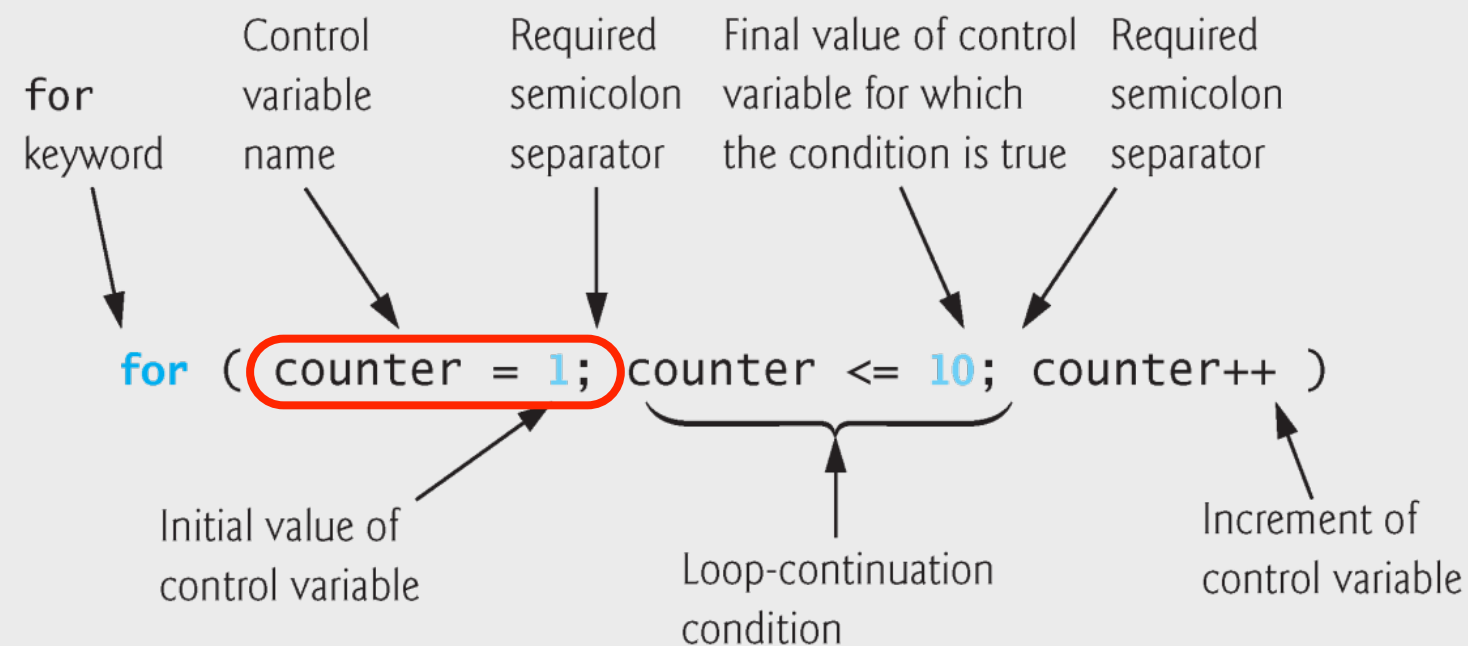 Control
variable
name
Required
semicolon
separator
Final value of control
variable for which
the condition is true
Required
semicolon
separator
for
keyword
for ( counter = 1; counter <= 10; counter++ )
Initial value of
control variable
Loop-continuation
condition
Increment of
control variable